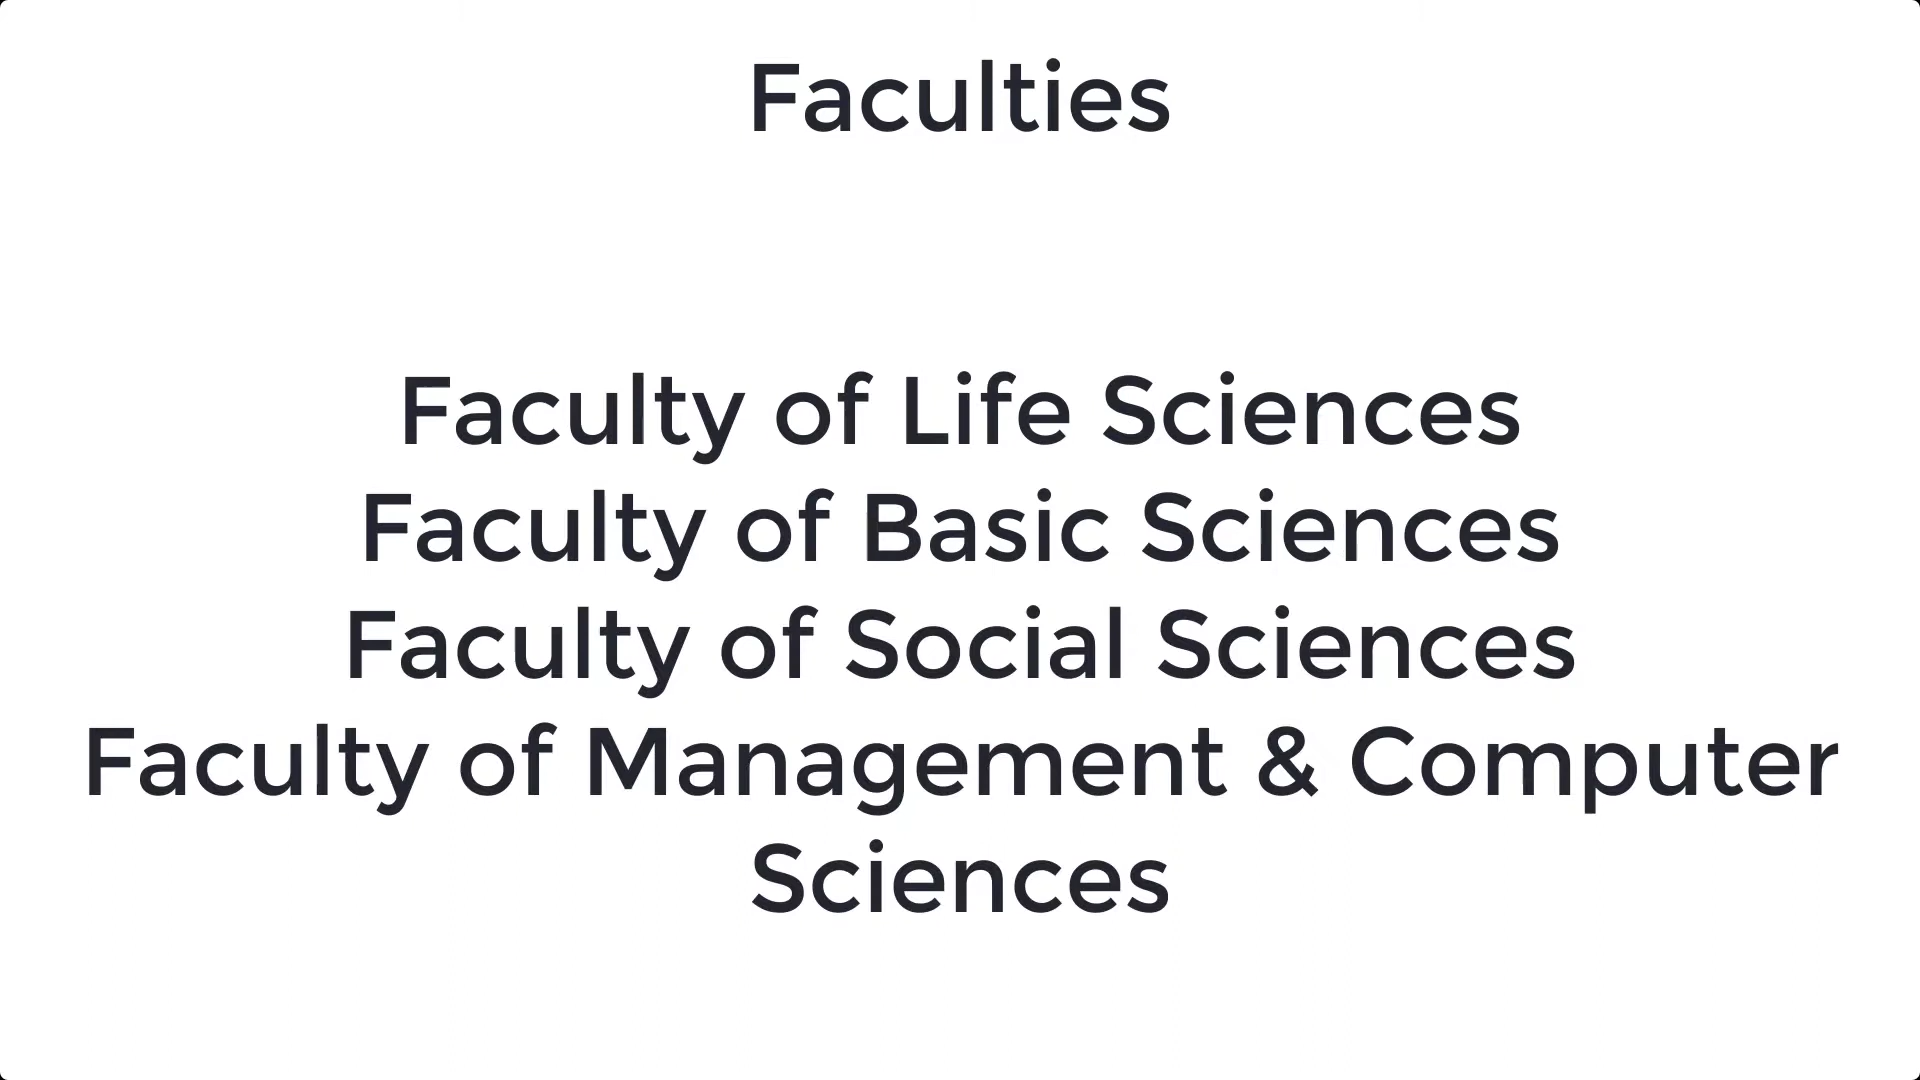 Faculties
Faculty of Life Sciences
Faculty of Basic Sciences
Faculty of Social Sciences
Faculty of Management & Computer
Sciences